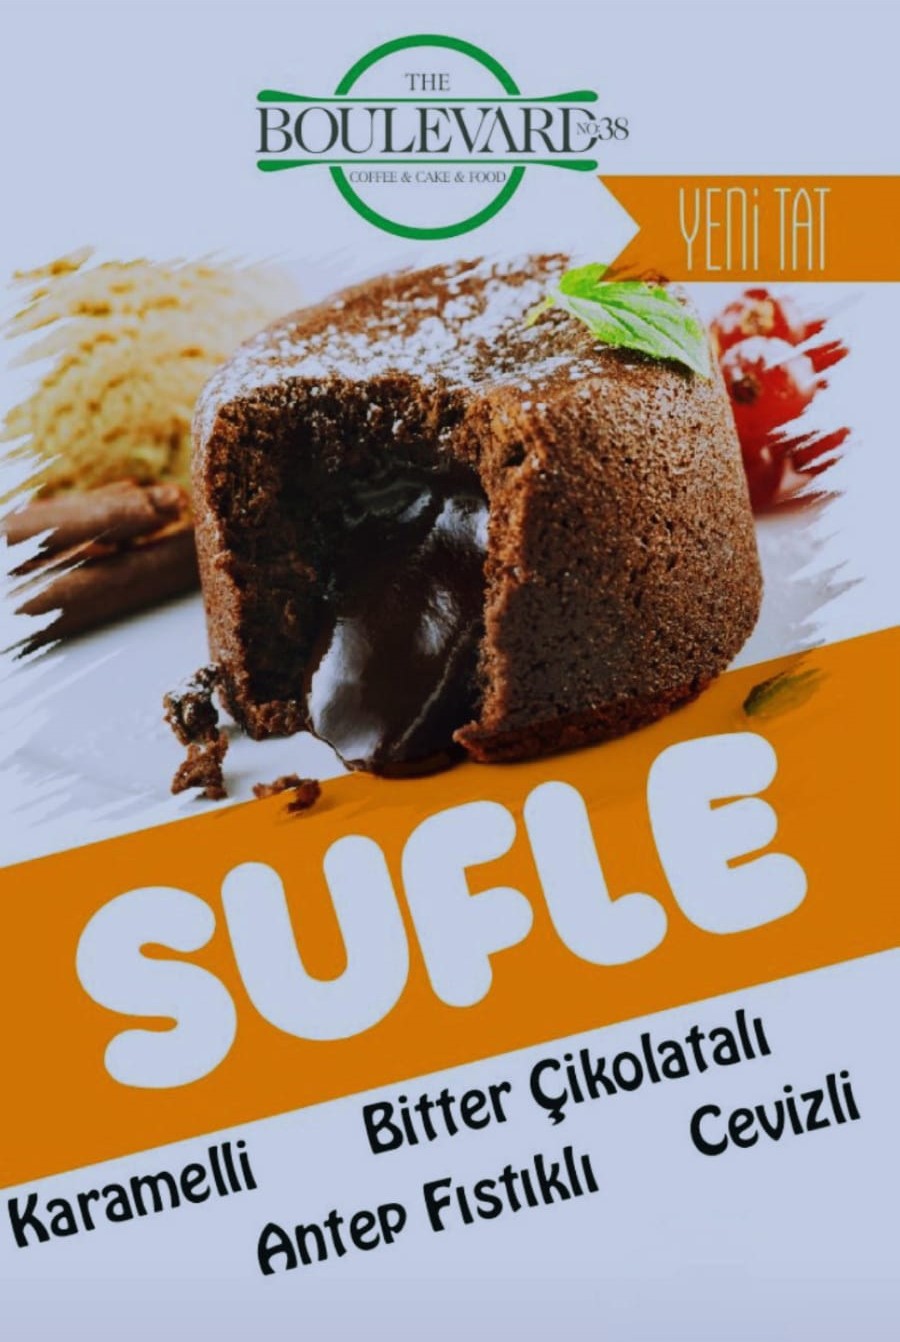 THE
BOULEVARD NO:38
COFFEE & CAKE & FOOD
YENi TAT
SUFLE
Bitter Çikolatalı
Karamelli
Cevizli
Antep Fıstıklı